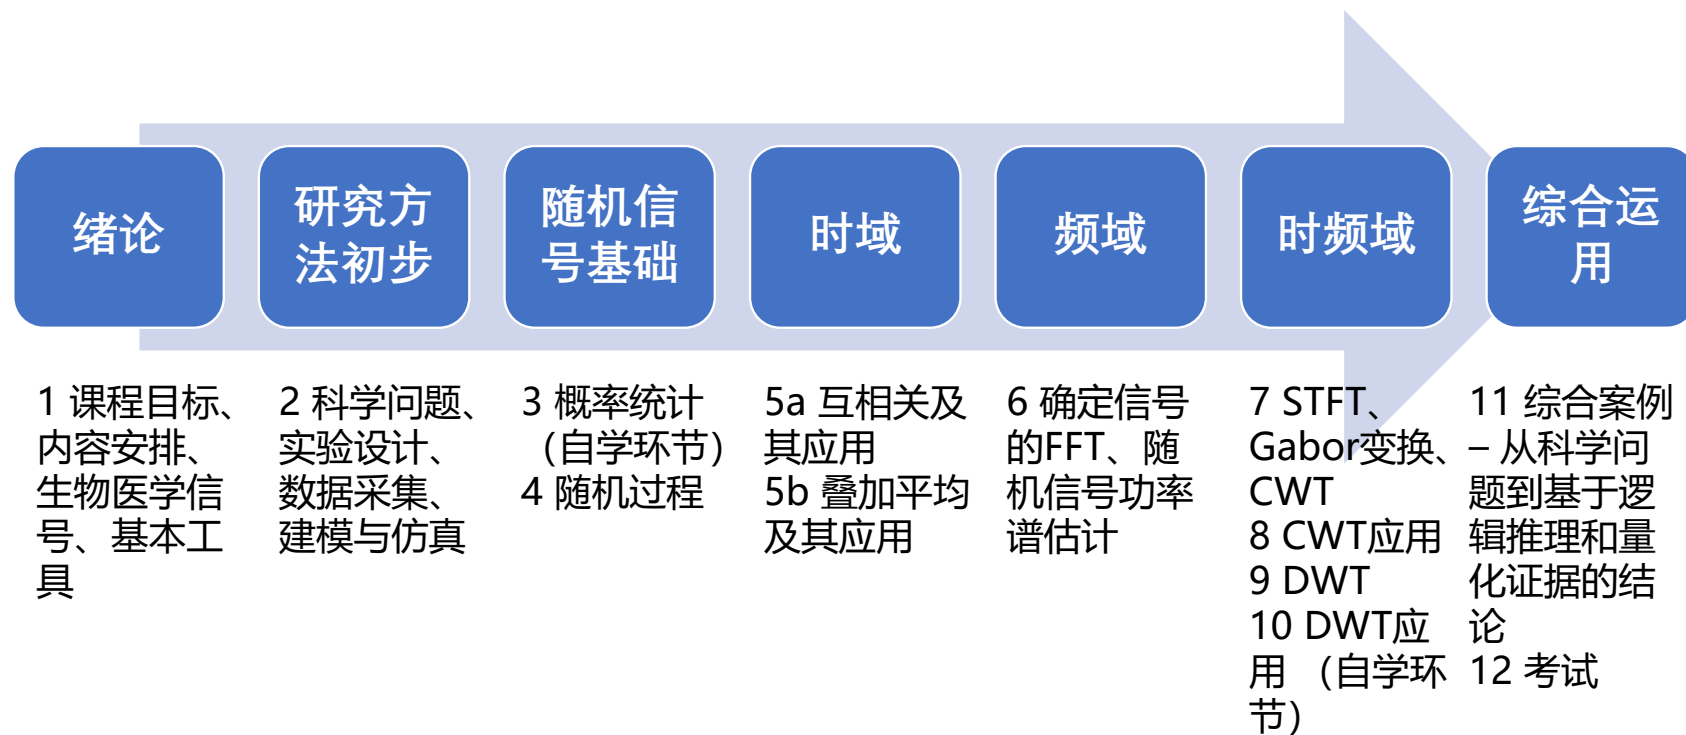 绪论
研究方
法初步
随机信
号基础
时域
频域
时频域
综合运
用
1 课程目标、
内容安排、
生物医学信
号、基本工
具
2 科学问题、
实验设计、
数据采集、
建模与仿真
3 概率统计
（自学环节）
4 随机过程
5a 互相关及
其应用
5b 叠加平均
及其应用
6 确定信号
的FFT、随
机信号功率
谱估计
7 STFT、
Gabor变换、
CWT
8 CWT应用
9 DWT
10 DWT应
用 （自学环
节）
11 综合案例
– 从科学问
题到基于逻
辑推理和量
化证据的结
论
12 考试